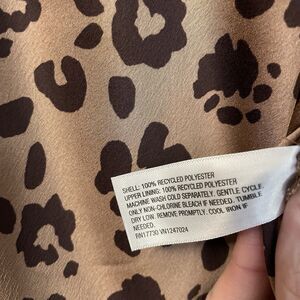 SHELL: 100% RECYCLED POLYESTER
UPPER LINING: 100% RECYCLED POLYESTER
MACHINE WASH COLD SEPARATELY. GENTLE CYCLE.
ONLY NON-CHLORINE BLEACH IF NEEDED. TUMBLE
DRY LOW. REMOVE PROMPTLY. COOL IRON IF
NEEDED.
RN17730 VN1247024